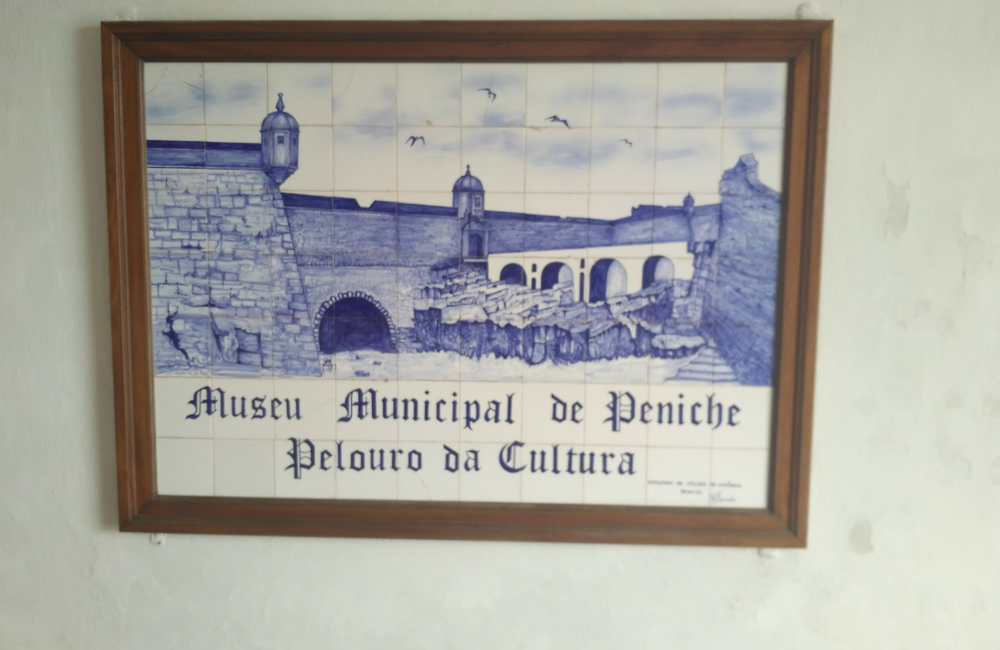 Museu Municipal de Peniche
Pelouro da Cultura